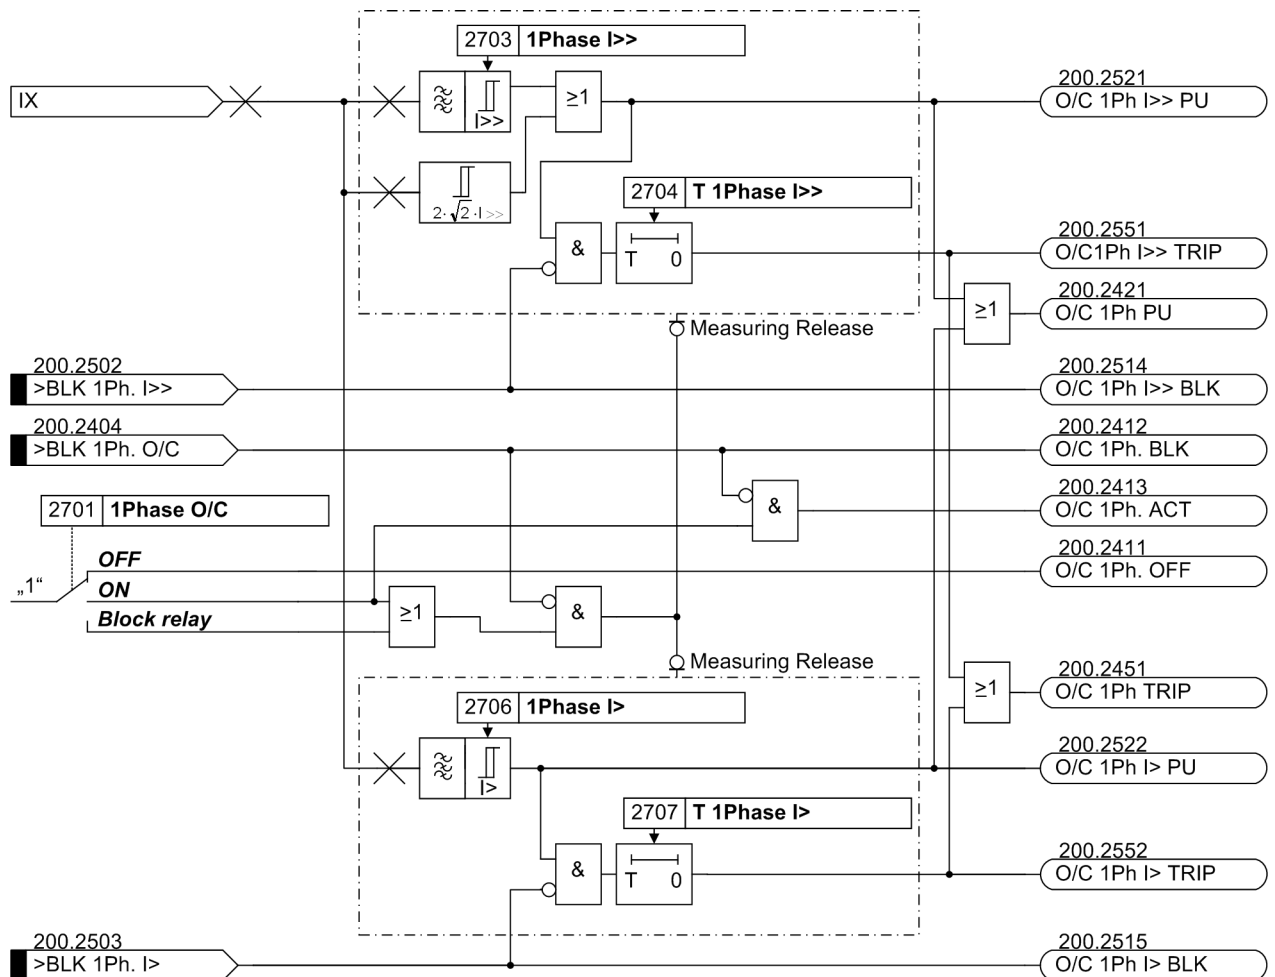 2703 1Phase I>>
IX
I>>
≥1
200.2521
O/C 1Ph I>> PU
2·√2·I >>
2704 T 1Phase I>>
&
T 0
200.2551
O/C1Ph I>> TRIP
200.2421
O/C 1Ph PU
≥1
Measuring Release
200.2502
>BLK 1Ph. I>>
200.2514
O/C 1Ph I>> BLK
200.2404
>BLK 1Ph. O/C
200.2412
O/C 1Ph. BLK
2701 1Phase O/C
&
200.2413
O/C 1Ph. ACT
OFF
200.2411
O/C 1Ph. OFF
„1“
ON
Block relay
≥1
&
Measuring Release
≥1
200.2451
O/C 1Ph TRIP
2706 1Phase I>
I>
200.2522
O/C 1Ph I> PU
2707 T 1Phase I>
&
T 0
200.2552
O/C 1Ph I> TRIP
200.2503
>BLK 1Ph. I>
200.2515
O/C 1Ph I> BLK